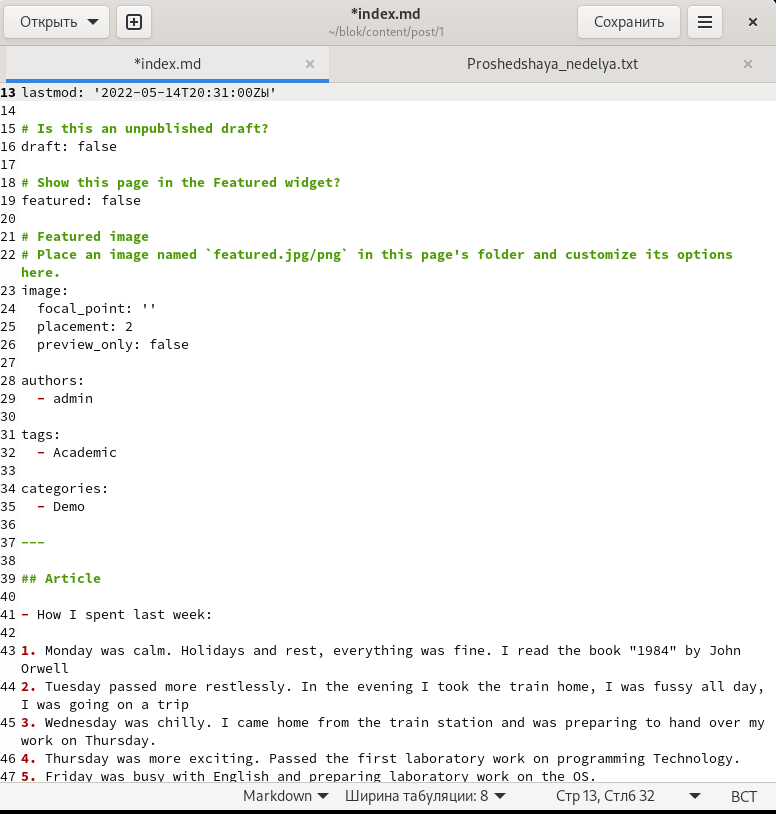 Открыть
*index.md
~/blok/content/post/1
Сохранить
*index.md
Proshedshaya_nedelya.txt
13 lastmod: '2022-05-14T20:31:00ZЫ'
14
15 # Is this an unpublished draft?
16 draft: false
17
18 # Show this page in the Featured widget?
19 featured: false
20
21 # Featured image
22 # Place an image named `featured.jpg/png` in this page's folder and customize its options
here.
23 image:
24   focal_point: ''
25   placement: 2
26   preview_only: false
27
28 authors:
29   - admin
30
31 tags:
32   - Academic
33
34 categories:
35   - Demo
36
37 ---
38
39 ## Article
40
41 - How I spent last week:
42
43 1. Monday was calm. Holidays and rest, everything was fine. I read the book "1984" by John
Orwell
44 2. Tuesday passed more restlessly. In the evening I took the train home, I was fussy all day,
I was going on a trip
45 3. Wednesday was chilly. I came home from the train station and was preparing to hand over my
work on Thursday.
46 4. Thursday was more exciting. Passed the first laboratory work on programming Technology.
47 5. Friday was busy with English and preparing laboratory work on the OS.
Markdown
Ширина табуляции: 8
Стр 13, Стлб 32
ВСТ